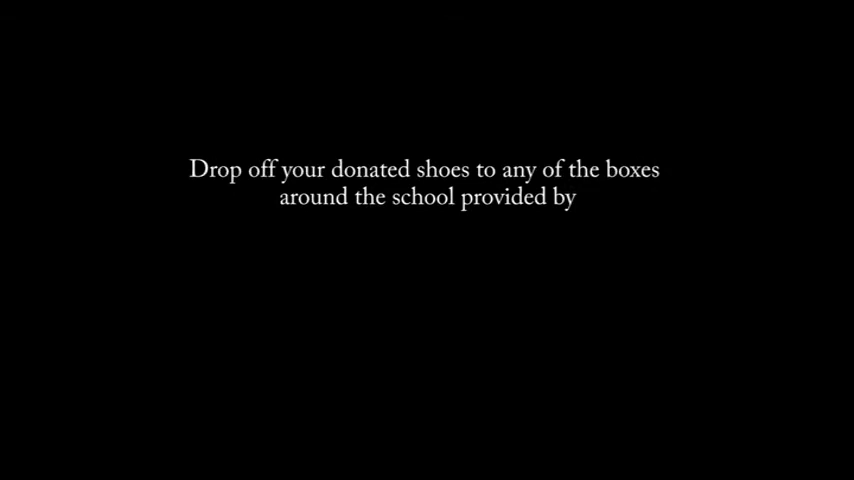 Drop off your donated shoes to any of the boxes
around the school provided by